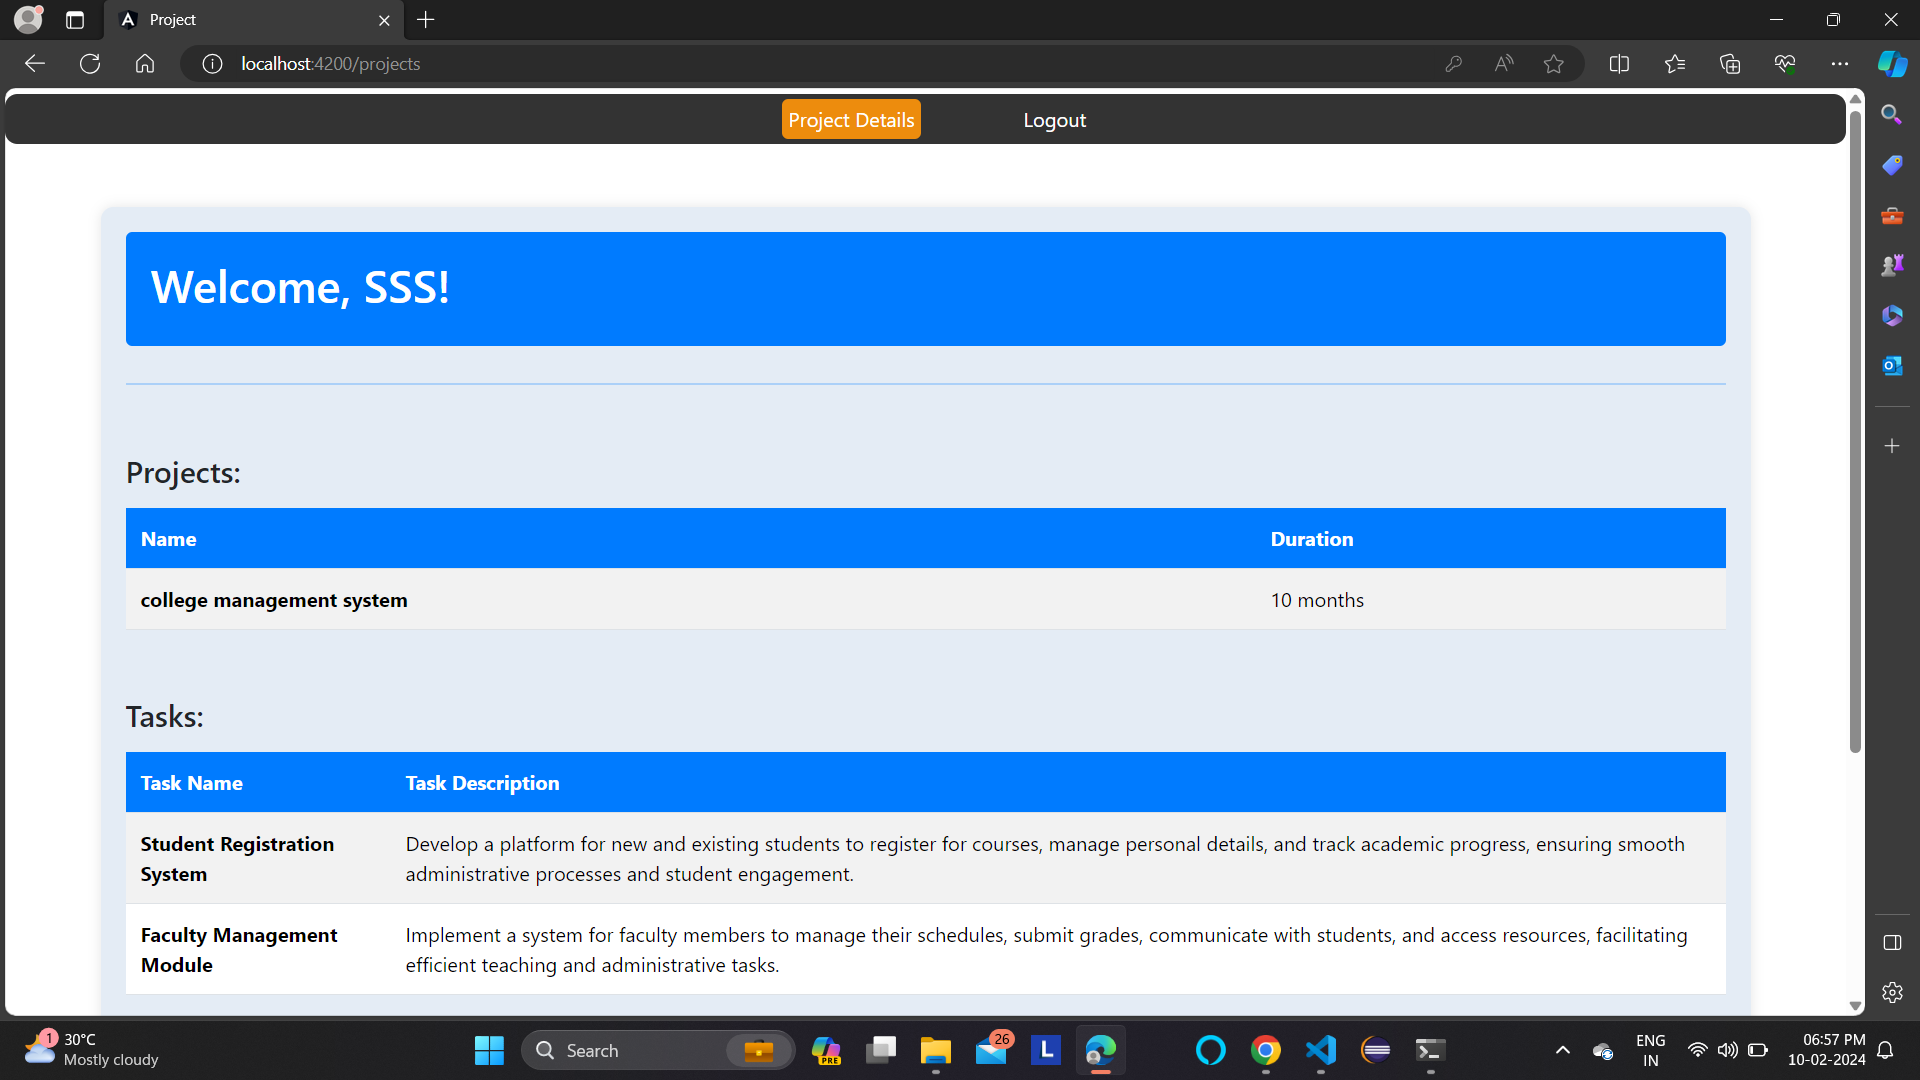 Project
localhost:4200/projects
Project Details
Logout
Welcome, SSS!
Projects:
Name
Duration
college management system
10 months
Tasks:
Task Name
Task Description
Student Registration System
Develop a platform for new and existing students to register for courses, manage personal details, and track academic progress, ensuring smooth
administrative processes and student engagement.
Faculty Management Module
Implement a system for faculty members to manage their schedules, submit grades, communicate with students, and access resources, facilitating
efficient teaching and administrative tasks.
1
30°C
Mostly cloudy
Search
PRE
26
L
ENG
IN
06:57 PM
10-02-2024